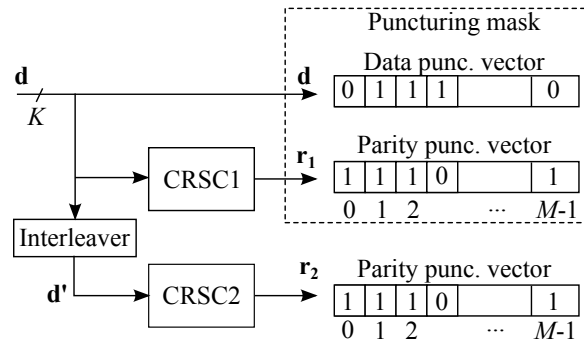 Puncturing mask
Data punc. vector
d
d
0 1 1 1 0
K
Parity punc. vector
r1
CRSC1
1 1 1 0 1
0 1 2 ... M-1
Interleaver
Parity punc. vector
r2
d'
CRSC2
1 1 1 0 1
0 1 2 ... M-1